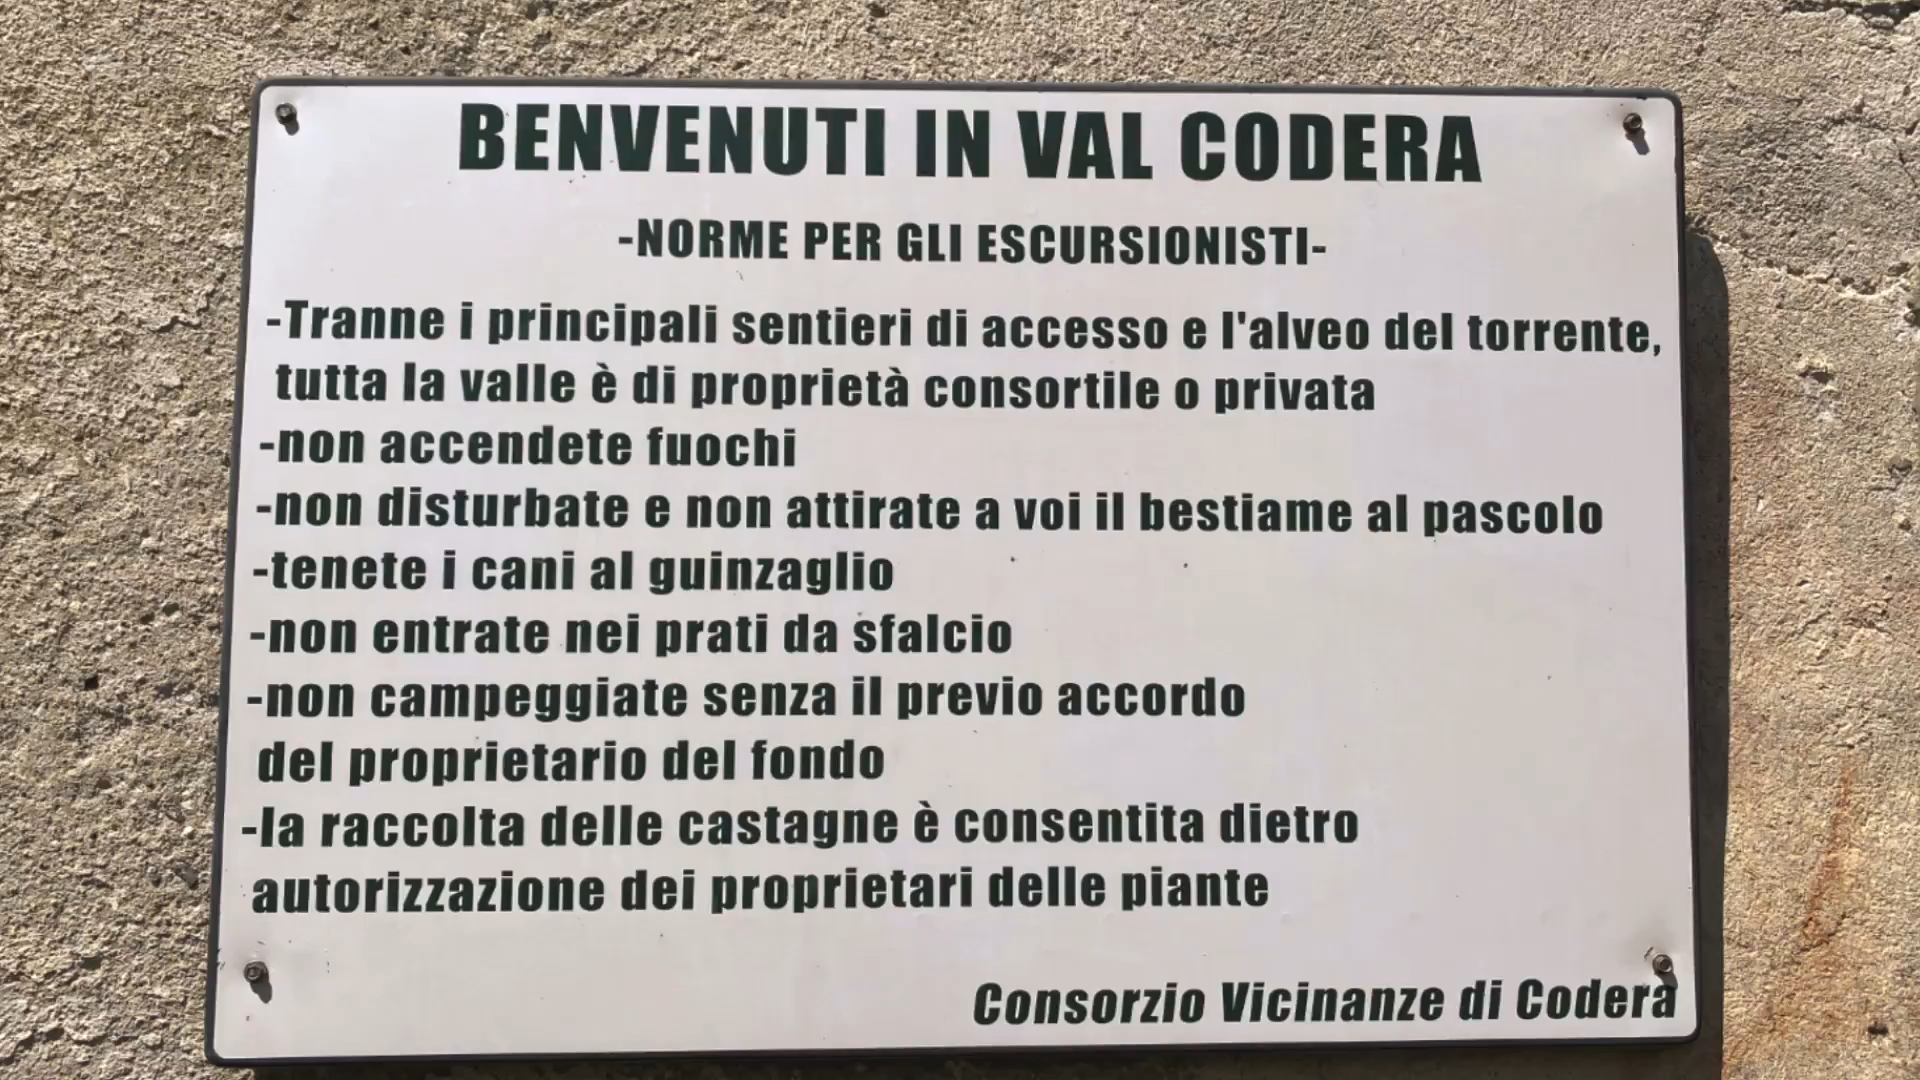 BENVENUTI IN VAL CODERA
-NORME PER GLI ESCURSIONISTI-
-Tranne i principali sentieri di accesso e l'alveo del torrente,
tutta la valle è di proprietà consortile o privata
-non accendete fuochi
-non disturbate e non attirate a voi il bestiame al pascolo
-tenete i cani al guinzaglio
-non entrate nei prati da sfalcio
-non campeggiate senza il previo accordo
del proprietario del fondo
-la raccolta delle castagne è consentita dietro
autorizzazione dei proprietari delle piante
Consorzio Vicinanze di Codera